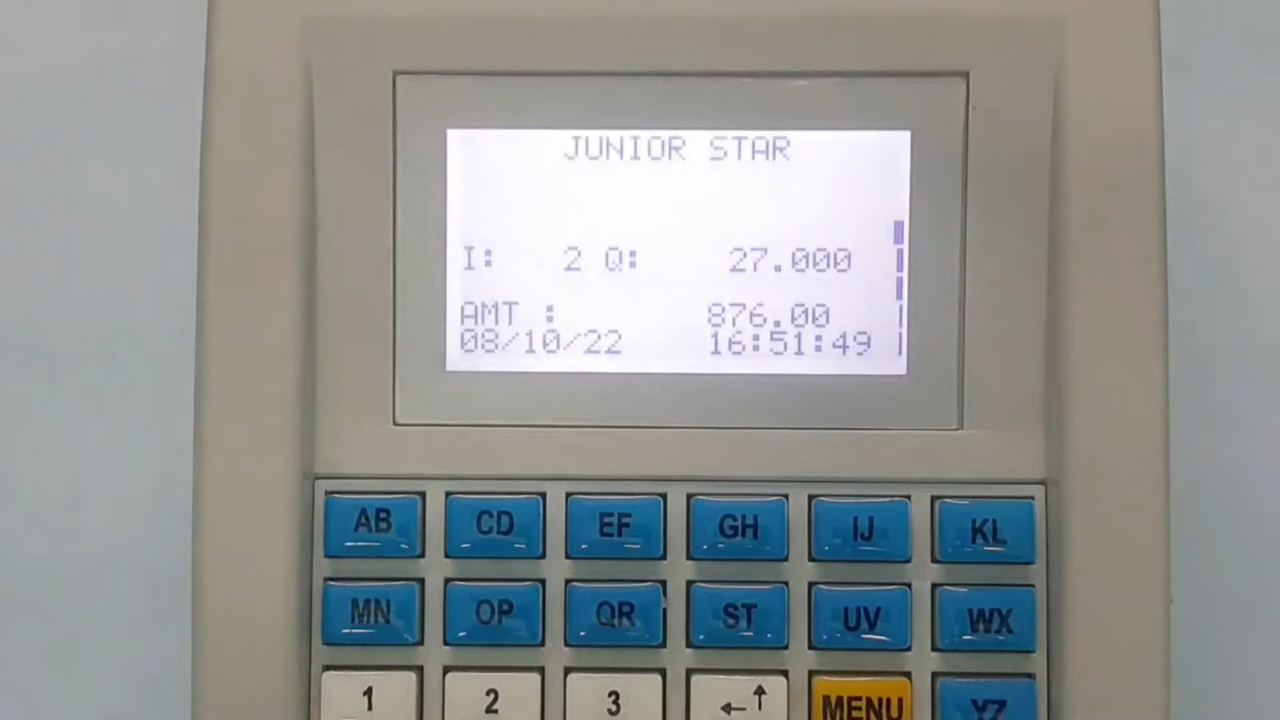 JUNIOR STAR
I: 2 Q: 27.000
AMT : 876.00
08/10/22 16:51:49
AB CD EF GH IJ KL
MN OP QR ST UV WX
1 2 3 ←↑ MENU YZ